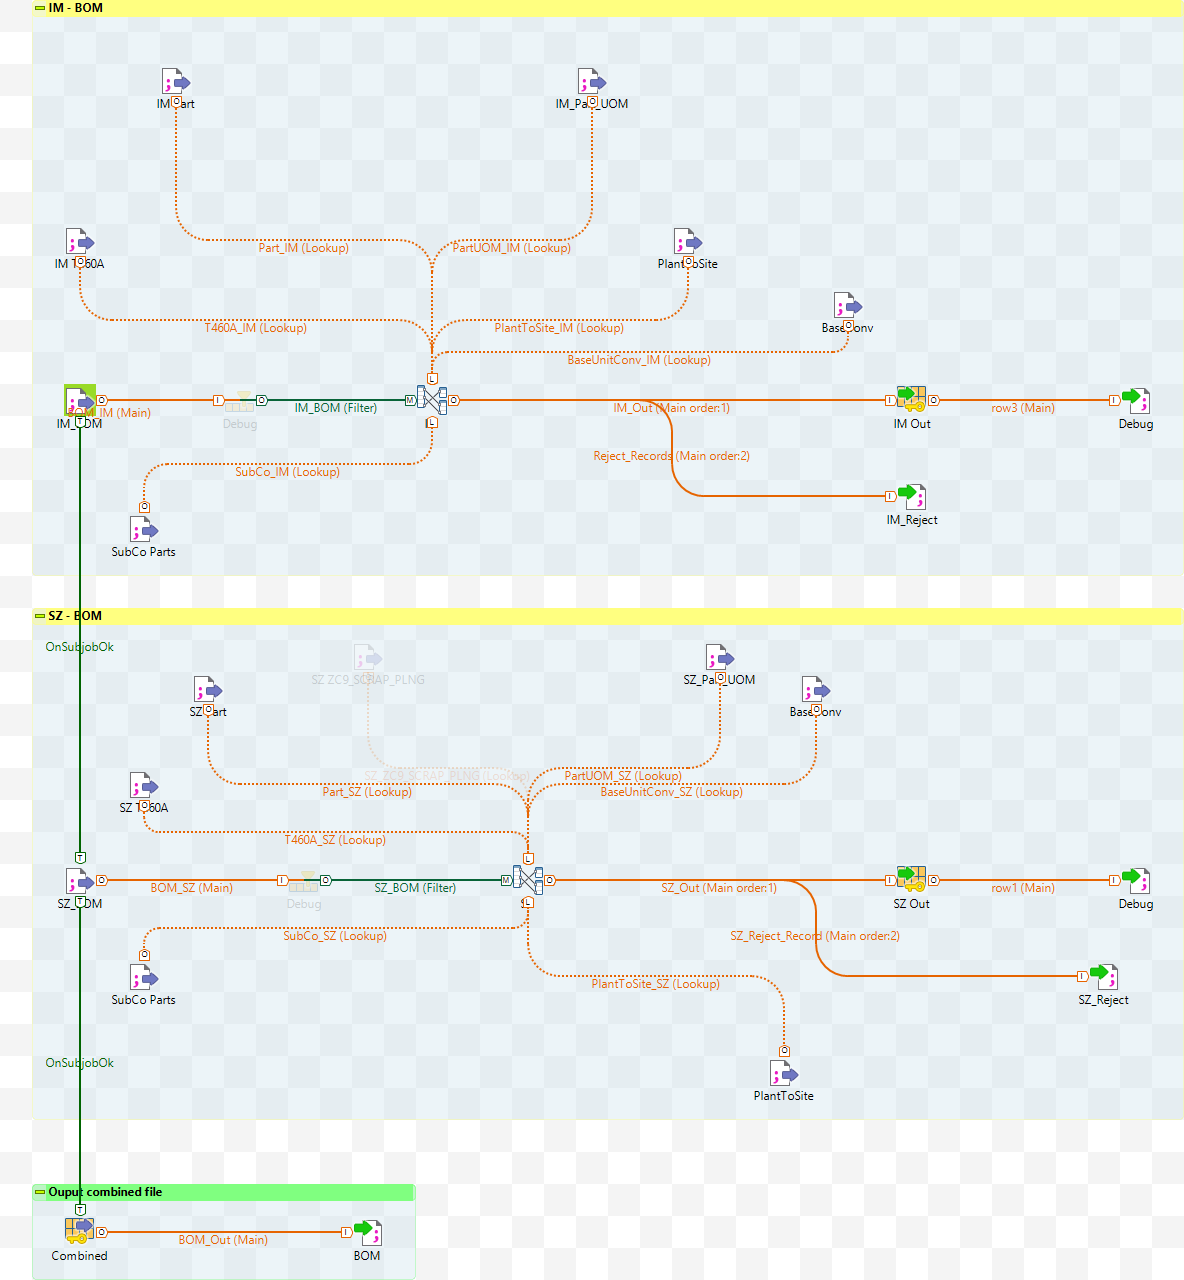 IM - BOM
IM_Part_UOM
Part_IM (Lookup)
PartUOM_IM (Lookup)
IM T460A
PlantToSite
T460A_IM (Lookup)
PlantToSite_IM (Lookup)
BaseConv
BaseUnitConv_IM (Lookup)
BOM_IM (Main)
IM_BOM (Filter)
IM_Out (Main order:1)
row3 (Main)
IM_BOM
Debug
IM Out
Debug
Reject_Records (Main order:2)
SubCo_IM (Lookup)
IM_Reject
SubCo Parts
SZ - BOM
OnSubjobOk
SZ ZC9_SCRAP_PLNG
SZ_Part_UOM
SZ Part
BaseConv
SZ_ZC9_SCRAP_PLNG (Lookup)
PartUOM_SZ (Lookup)
Part_SZ (Lookup)
BaseUnitConv_SZ (Lookup)
SZ T460A
T460A_SZ (Lookup)
BOM_SZ (Main)
SZ_BOM (Filter)
SZ_Out (Main order:1)
row1 (Main)
SZ_BOM
Debug
SZ Out
Debug
SubCo_SZ (Lookup)
SZ_Reject_Record (Main order:2)
PlantToSite_SZ (Lookup)
SubCo Parts
SZ_Reject
OnSubjobOk
PlantToSite
Ouput combined file
BOM_Out (Main)
Combined
BOM